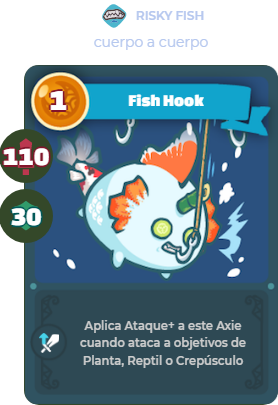 RISKY FISH
cuerpo a cuerpo
1
Fish Hook
110
30
Aplica Ataque+ a este Axie
cuando ataca a objetivos de
Planta, Reptil o Crepúsculo